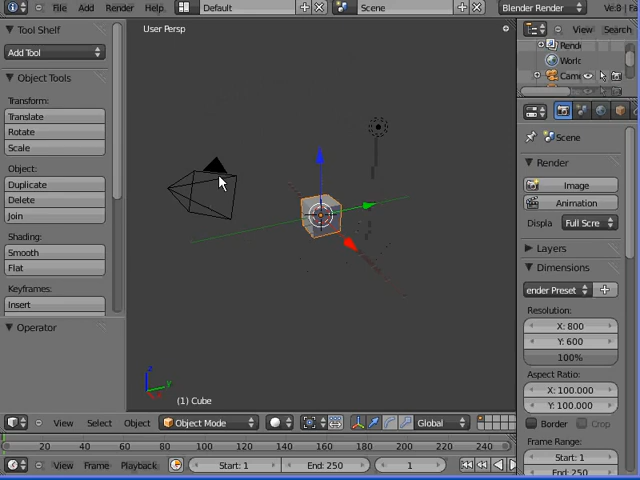 File Add Render Help Default Scene Blender Render Ve:8 | Fa
Tool Shelf
Add Tool
Object Tools
Transform:
Translate
Rotate
Scale
Object:
Duplicate
Delete
Join
Shading:
Smooth
Flat
Keyframes:
Insert
Operator
User Persp
z
y
(1) Cube
View Search
Rende
Worlc
Came
Scene
Render
Image
Animation
Displa Full Scre
Layers
Dimensions
ender Preset
Resolution:
X: 800
Y: 600
100%
Aspect Ratio:
X: 100.000
Y: 100.000
Border Crop
Frame Range:
Start: 1
End: 250
View Select Object Object Mode Global
20 40 60 80 100 120 140 160 180 200 220 240
View Frame Playback Start: 1 End: 250 1